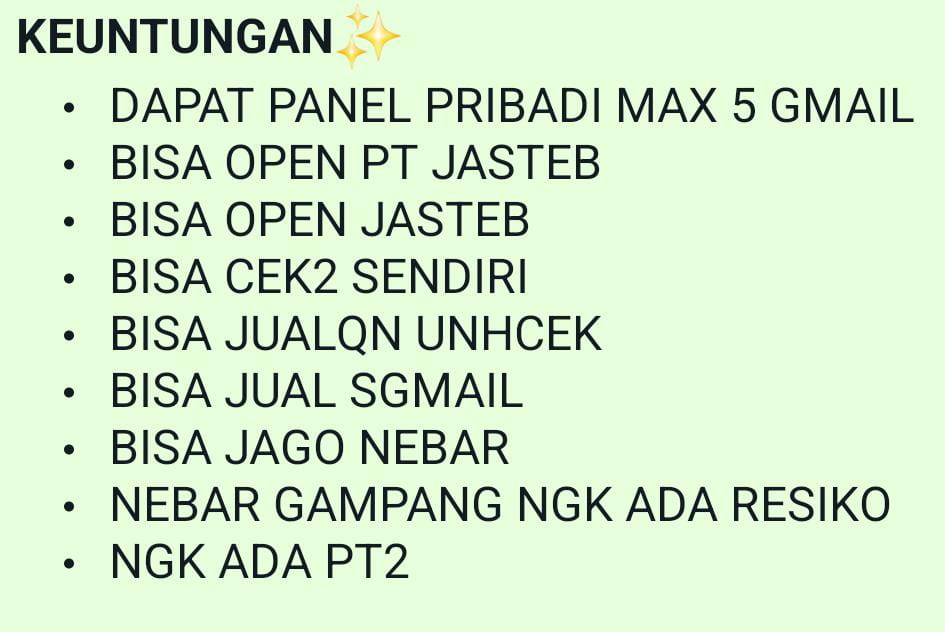 KEUNTUNGAN✨
• DAPAT PANEL PRIBADI MAX 5 GMAIL
• BISA OPEN PT JASTEB
• BISA OPEN JASTEB
• BISA CEK2 SENDIRI
• BISA JUALQN UNHCEK
• BISA JUAL SGMAIL
• BISA JAGO NEBAR
• NEBAR GAMPANG NGK ADA RESIKO
• NGK ADA PT2